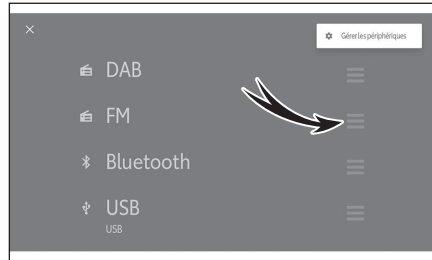 Gérer les périphériques
DAB
FM
Bluetooth
USB
USB